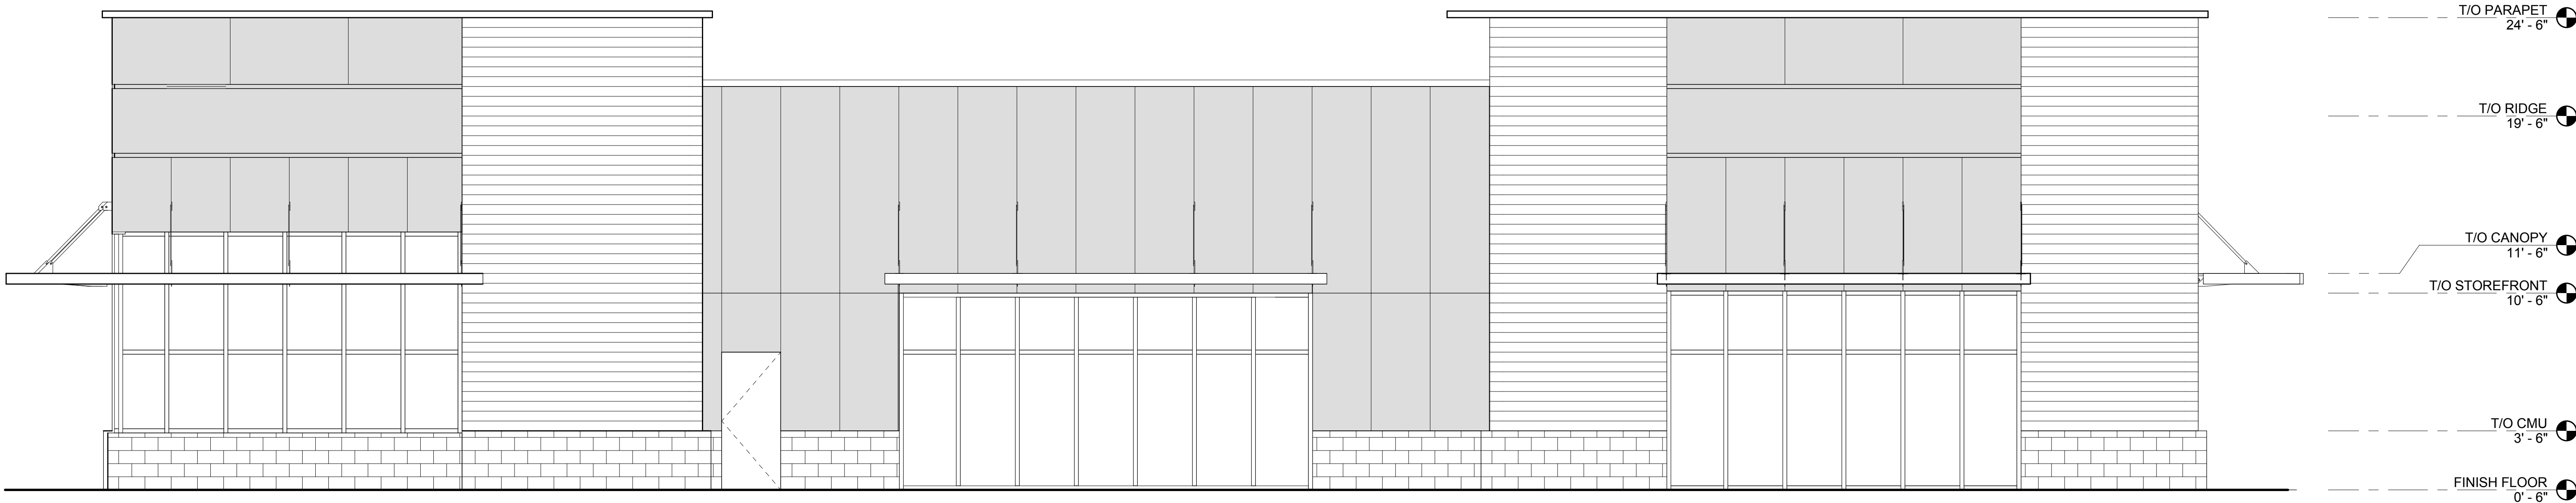 T/O PARAPET
24' - 6"
T/O RIDGE
19' - 6"
T/O CANOPY
11' - 6"
T/O STOREFRONT
10' - 6"
T/O CMU
3' - 6"
FINISH FLOOR
0' - 6"